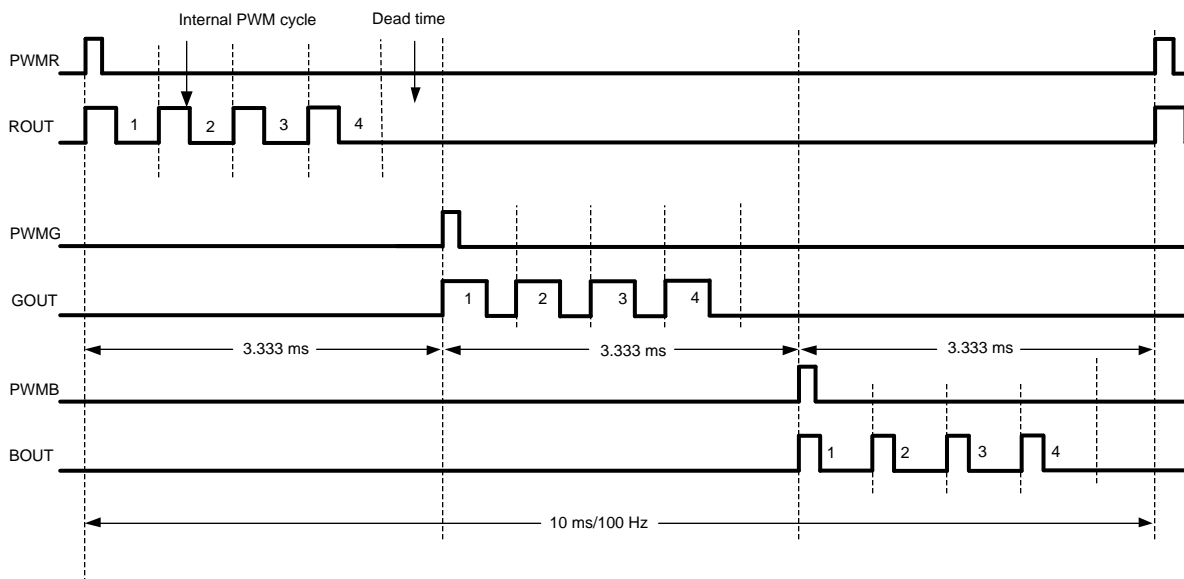 Internal PWM cycle
Dead time
PWMR
ROUT
1
2
3
4
PWMG
GOUT
1
2
3
4
3.333 ms
3.333 ms
3.333 ms
PWMB
BOUT
1
2
3
4
10 ms/100 Hz